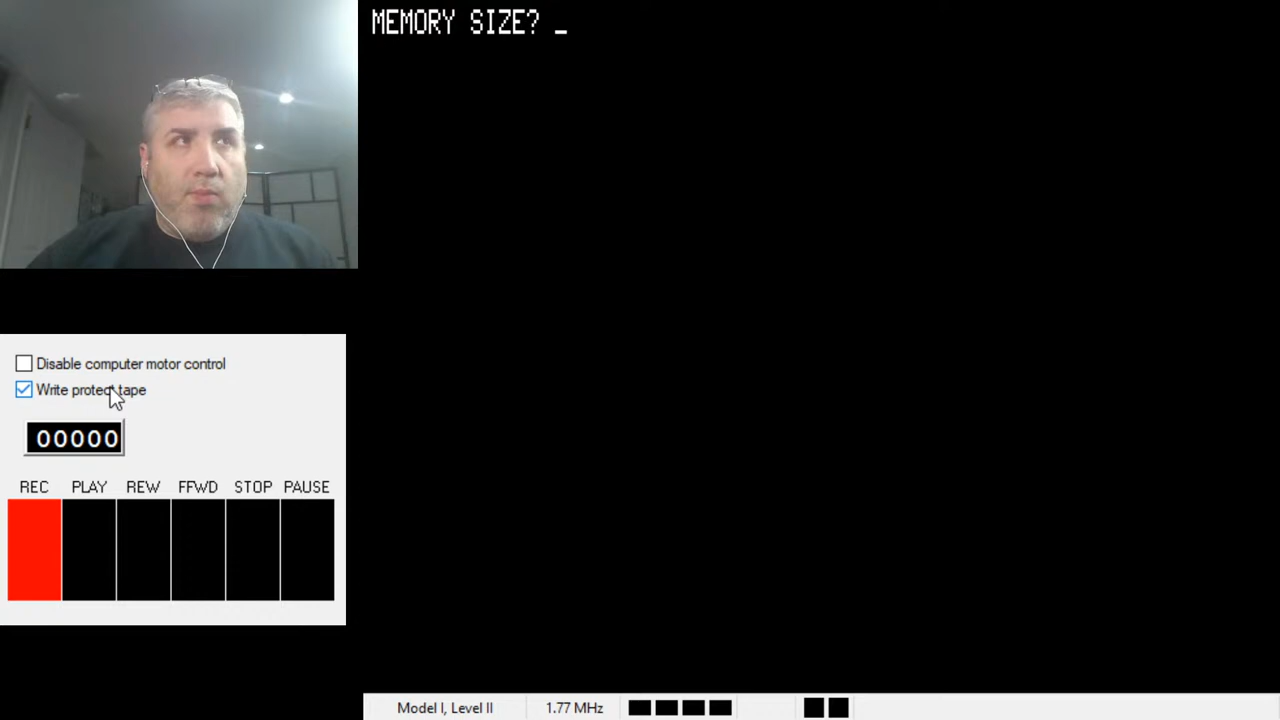 MEMORY SIZE? _
Disable computer motor control
Write protect tape
00000
REC PLAY REW FFWD STOP PAUSE
Model I, Level II 1.77 MHz